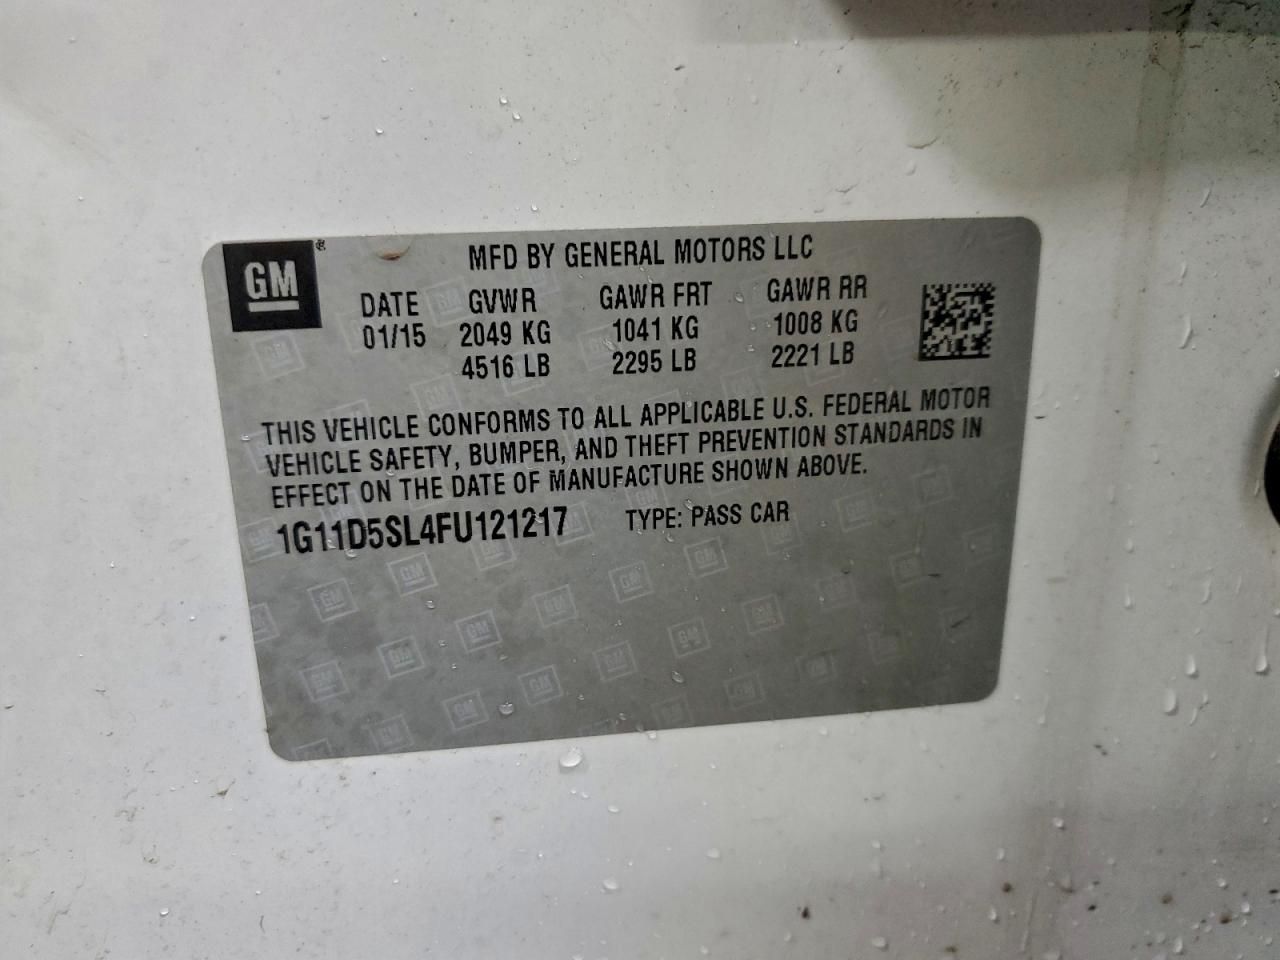 GM®
MFD BY GENERAL MOTORS LLC
DATE GVWR GAWR FRT GAWR RR
01/15 2049 KG 1041 KG 1008 KG
4516 LB 2295 LB 2221 LB
THIS VEHICLE CONFORMS TO ALL APPLICABLE U.S. FEDERAL MOTOR
VEHICLE SAFETY, BUMPER, AND THEFT PREVENTION STANDARDS IN
EFFECT ON THE DATE OF MANUFACTURE SHOWN ABOVE.
1G11D5SL4FU121217 TYPE: PASS CAR